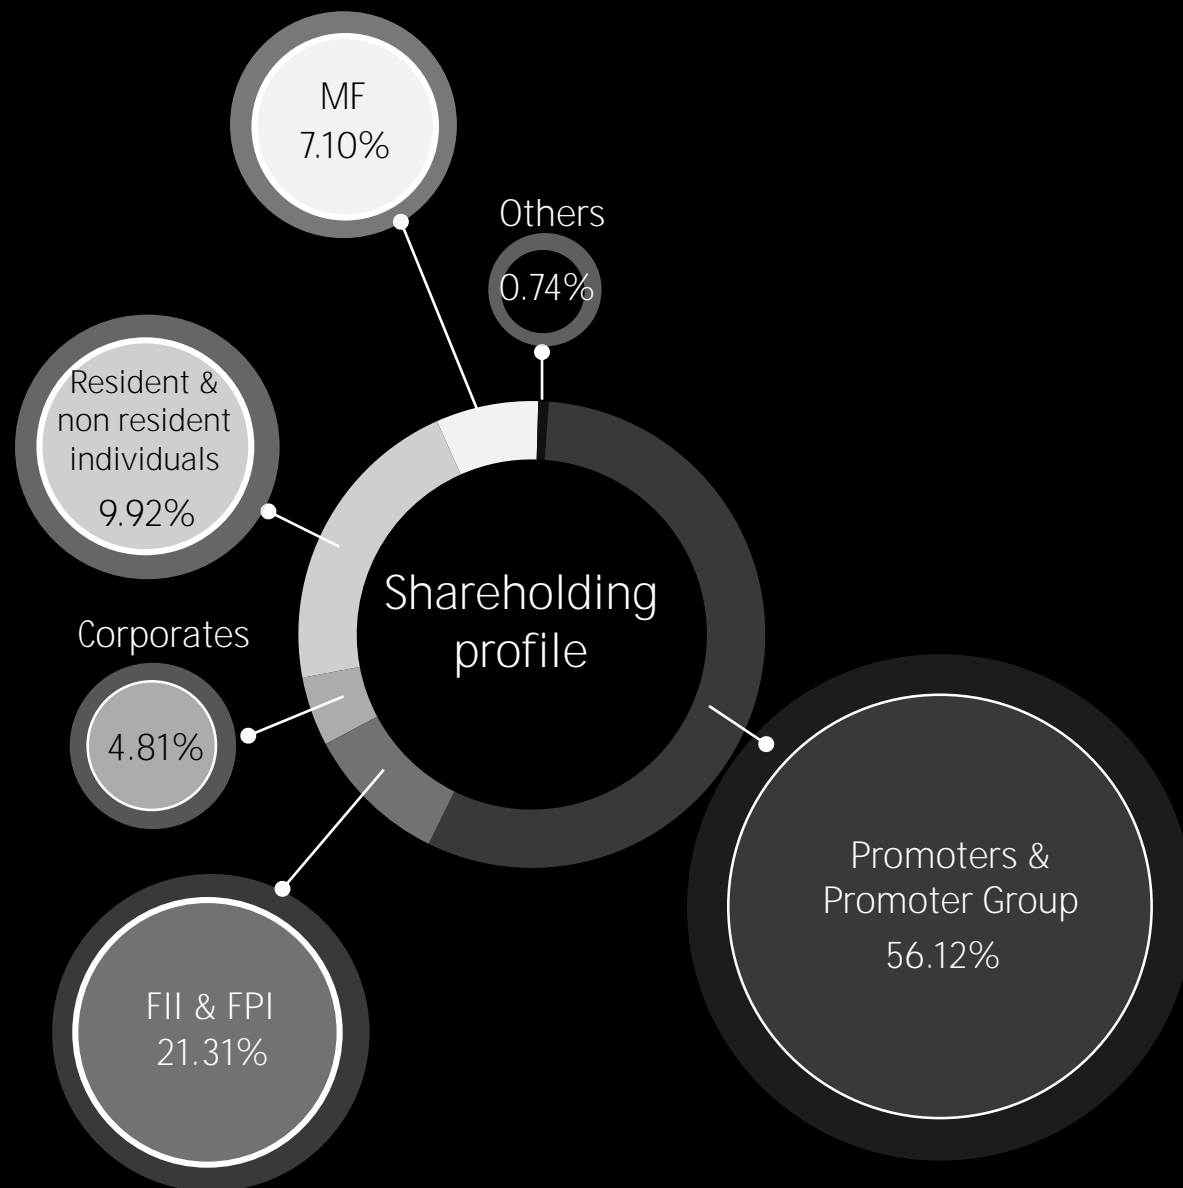 MF
7.10%
Others
0.74%
Resident &
non resident
individuals
9.92%
Shareholding
profile
Corporates
4.81%
Promoters &
Promoter Group
56.12%
FII & FPI
21.31%